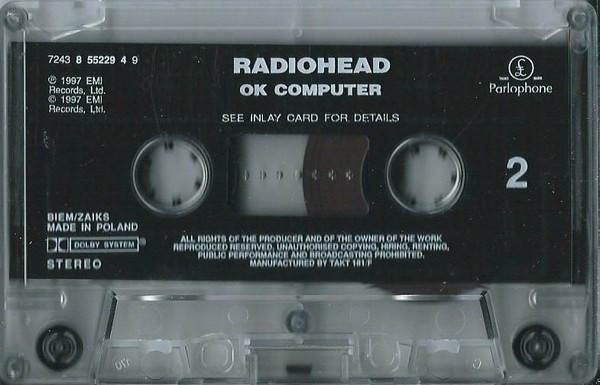 7243 8 55229 4 9
℗ 1997 EMI
Records, Ltd.
© 1997 EMI
Records, Ltd.
RADIOHEAD
OK COMPUTER
SEE INLAY CARD FOR DETAILS
£
TRADE MARK
Parlophone
2
BIEM/ZAIKS
MADE IN POLAND
DOLBY SYSTEM®
STEREO
ALL RIGHTS OF THE PRODUCER AND OF THE OWNER OF THE WORK
REPRODUCED RESERVED. UNAUTHORISED COPYING, HIRING, RENTING,
PUBLIC PERFORMANCE AND BROADCASTING PROHIBITED.
MANUFACTURED BY TAKT 181/F